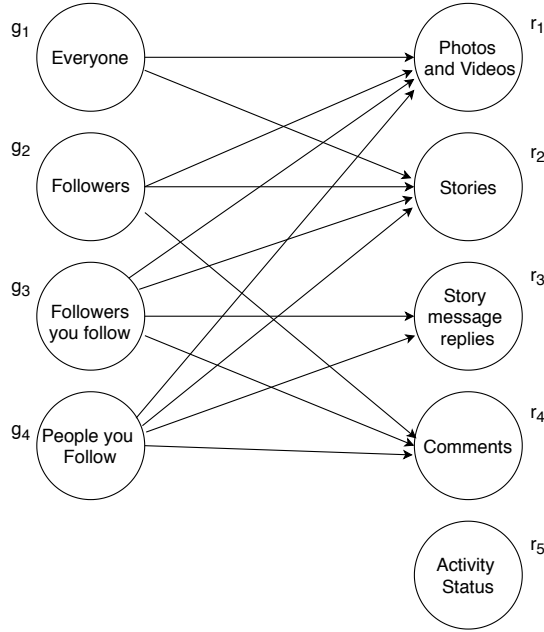 g1
Everyone
r1
Photos
and Videos
g2
Followers
r2
Stories
g3
Followers
you follow
r3
Story
message
replies
g4
People you
Follow
r4
Comments
r5
Activity
Status